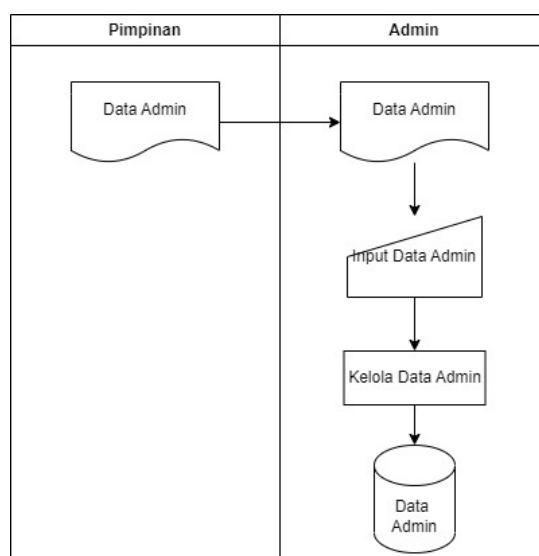 Pimpinan
Admin
Data Admin
Data Admin
Input Data Admin
Kelola Data Admin
Data
Admin